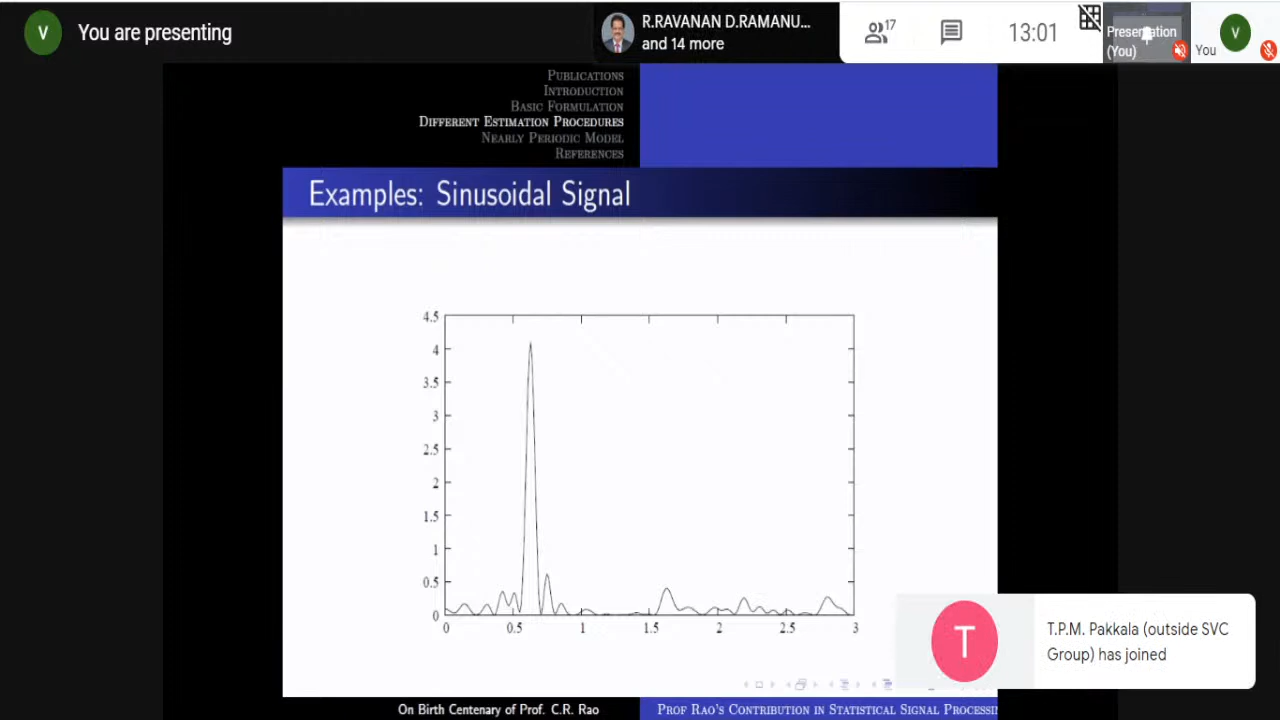 V
You are presenting
R.RAVANAN D.RAMANU...
and 14 more
17
13:01
Presentation
(You)
You
V
PUBLICATIONS
INTRODUCTION
BASIC FORMULATION
DIFFERENT ESTIMATION PROCEDURES
NEARLY PERIODIC MODEL
REFERENCES
Examples: Sinusoidal Signal
4.5
4
3.5
3
2.5
2
1.5
1
0.5
0
0 0.5 1 1.5 2 2.5 3
T
T.P.M. Pakkala (outside SVC
Group) has joined
On Birth Centenary of Prof. C.R. Rao
PROF RAO'S CONTRIBUTION IN STATISTICAL SIGNAL PROCESSIN